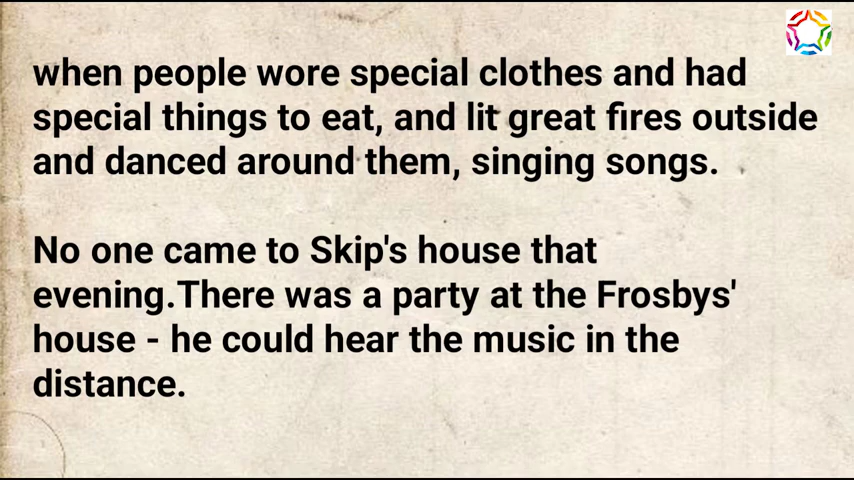 when people wore special clothes and had
special things to eat, and lit great fires outside
and danced around them, singing songs.
No one came to Skip's house that
evening.There was a party at the Frosbys'
house - he could hear the music in the
distance.